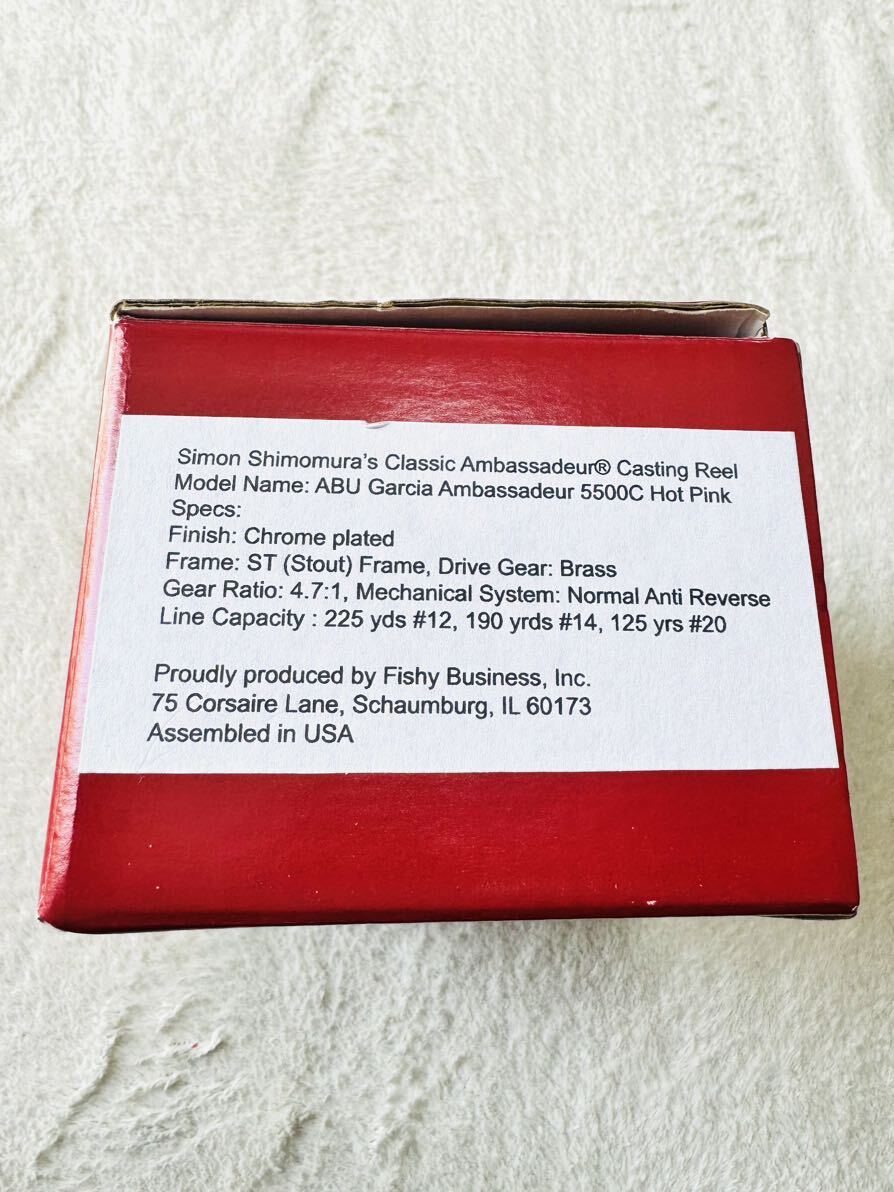 Simon Shimomura's Classic Ambassadeur® Casting Reel
Model Name: ABU Garcia Ambassadeur 5500C Hot Pink
Specs:
Finish: Chrome plated
Frame: ST (Stout) Frame, Drive Gear: Brass
Gear Ratio: 4.7:1, Mechanical System: Normal Anti Reverse
Line Capacity : 225 yds #12, 190 yrds #14, 125 yrs #20
Proudly produced by Fishy Business, Inc.
75 Corsaire Lane, Schaumburg, IL 60173
Assembled in USA